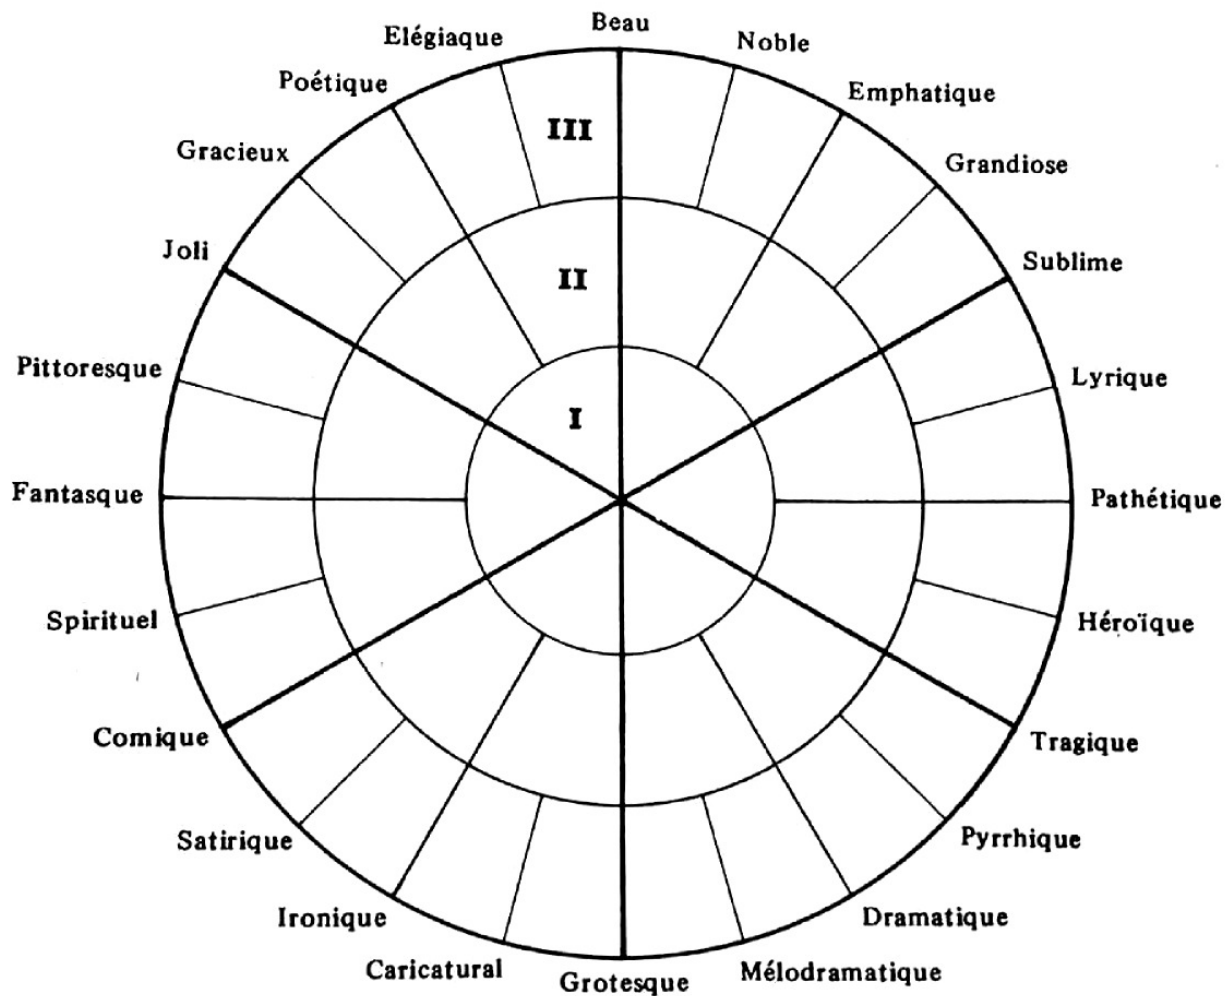 Beau
Noble
Emphatique
Grandiose
Sublime
Lyrique
Pathétique
Héroïque
Tragique
Pyrrhique
Dramatique
Mélodramatique
Grotesque
Caricatural
Ironique
Satirique
Comique
Spirituel
Fantasque
Pittoresque
Joli
Gracieux
Poétique
Elégiaque
III
II
I